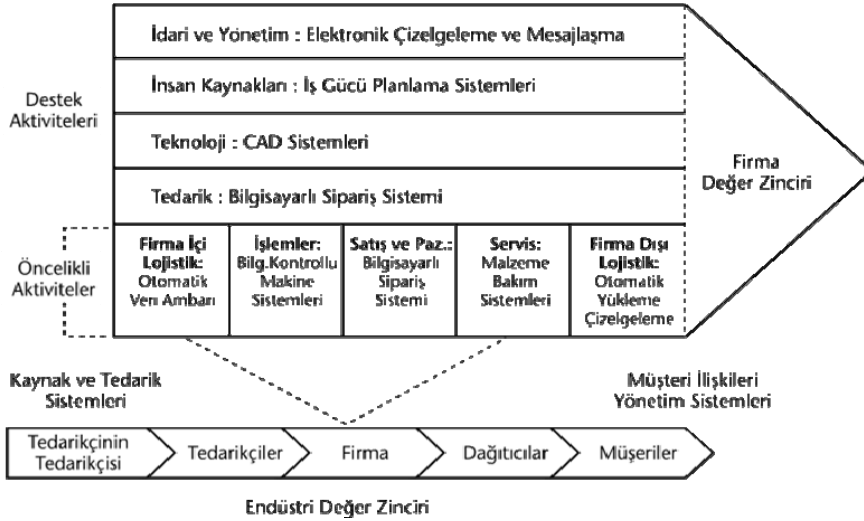 İdari ve Yönetim : Elektronik Çizelgeleme ve Mesajlaşma
İnsan Kaynakları : İş Gücü Planlama Sistemleri
Destek
Aktiviteleri
Teknoloji : CAD Sistemleri
Tedarik : Bilgisayarlı Sipariş Sistemi
Firma
Değer Zinciri
Öncelikli
Aktiviteler
Firma İçi
Lojistik:
Otomatik
Veri Ambarı
İşlemler:
Bilg.Kontrollu
Makine
Sistemleri
Satış ve Paz.:
Bilgisayarlı
Sipariş
Sistemi
Servis:
Malzeme
Bakım
Sistemleri
Firma Dışı
Lojistik:
Otomatik
Yükleme
Çizelgeleme
Kaynak ve Tedarik
Sistemleri
Müşteri İlişkileri
Yönetim Sistemleri
Tedarikçinin
Tedarikçisi
Tedarikçiler
Firma
Dağıtıcılar
Müşeriler
Endüstri Değer Zinciri